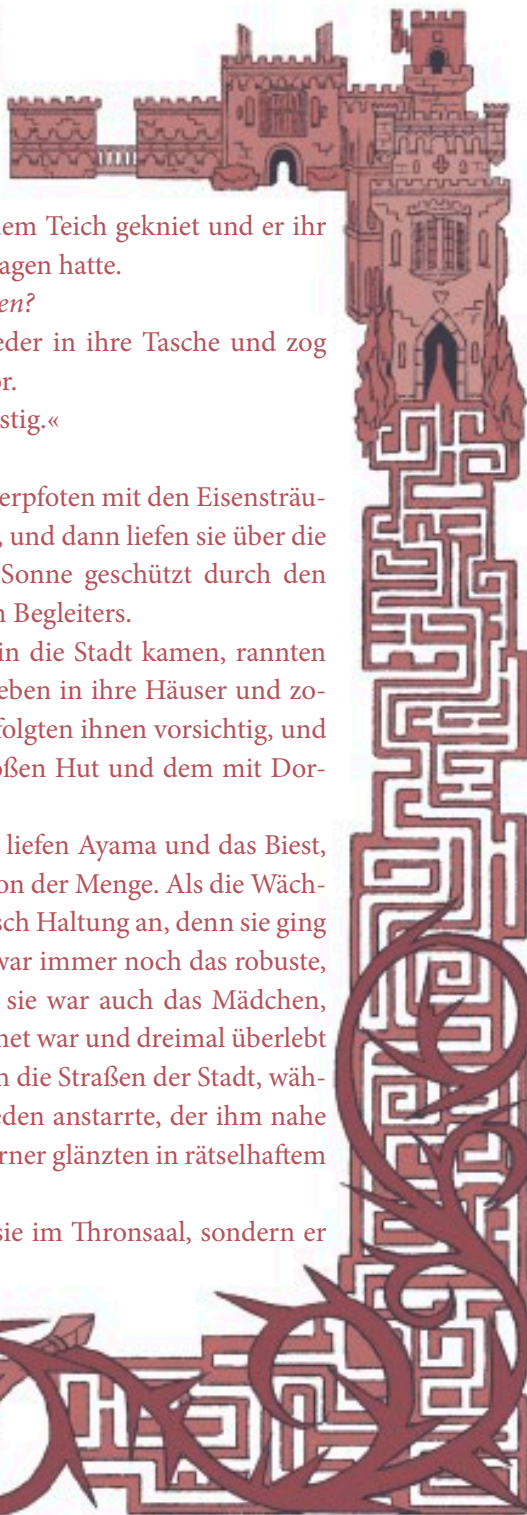 dem Teich gekniet und er ihr
agen hatte.
en?
eder in ihre Tasche und zog
or.
stig.«
erpfoten mit den Eisensträu-
, und dann liefen sie über die
Sonne geschützt durch den
n Begleiters.
in die Stadt kamen, rannten
eben in ihre Häuser und zo-
folgten ihnen vorsichtig, und
oßen Hut und dem mit Dor-
liefen Ayama und das Biest,
on der Menge. Als die Wäch-
sch Haltung an, denn sie ging
war immer noch das robuste,
sie war auch das Mädchen,
net war und dreimal überlebt
h die Straßen der Stadt, wäh-
eden anstarrte, der ihm nahe
rner glänzten in rätselhaftem
sie im Thronsaal, sondern er